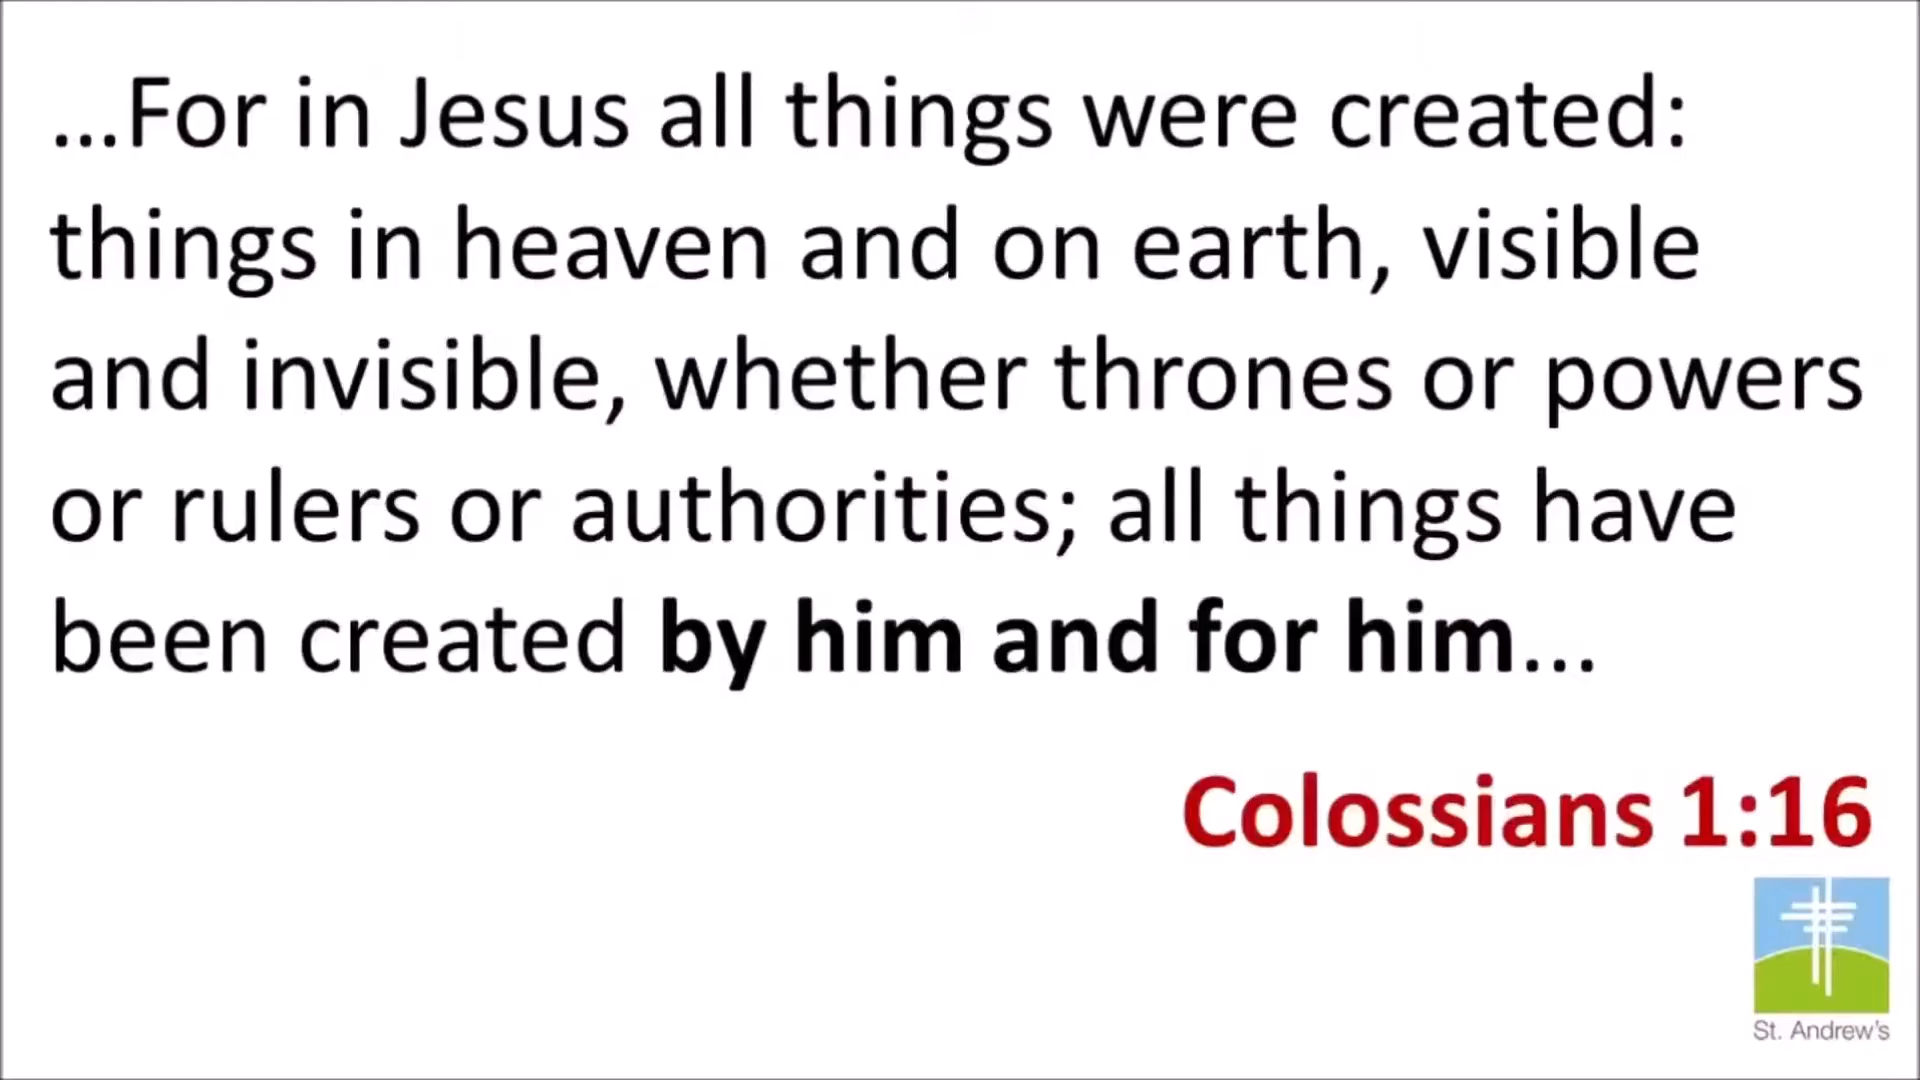 ...For in Jesus all things were created:
things in heaven and on earth, visible
and invisible, whether thrones or powers
or rulers or authorities; all things have
been created by him and for him...
Colossians 1:16
St. Andrew's